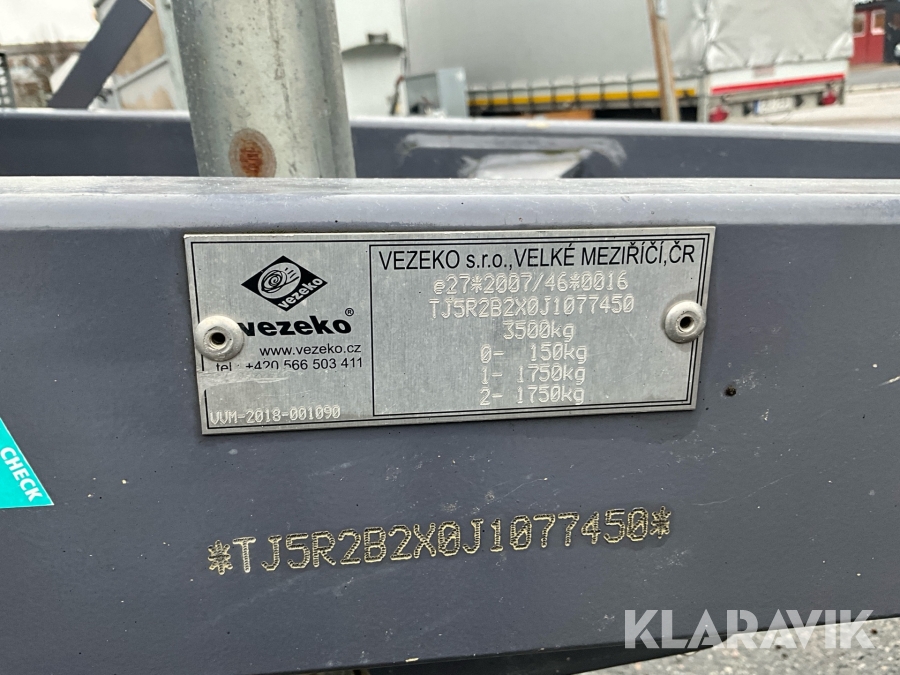 vezeko
vezeko®
www.vezeko.cz
tel.: +420 566 503 411
VVM-2018-001090
VEZEKO s.r.o.,VELKÉ MEZIŘÍČÍ,ČR
e27*2007/46*0016
TJ5R2B2X0J1077450
3500kg
0- 150kg
1- 1750kg
2- 1750kg
CHECK
*TJ5R2B2X0J1077450*
KLARAVIK